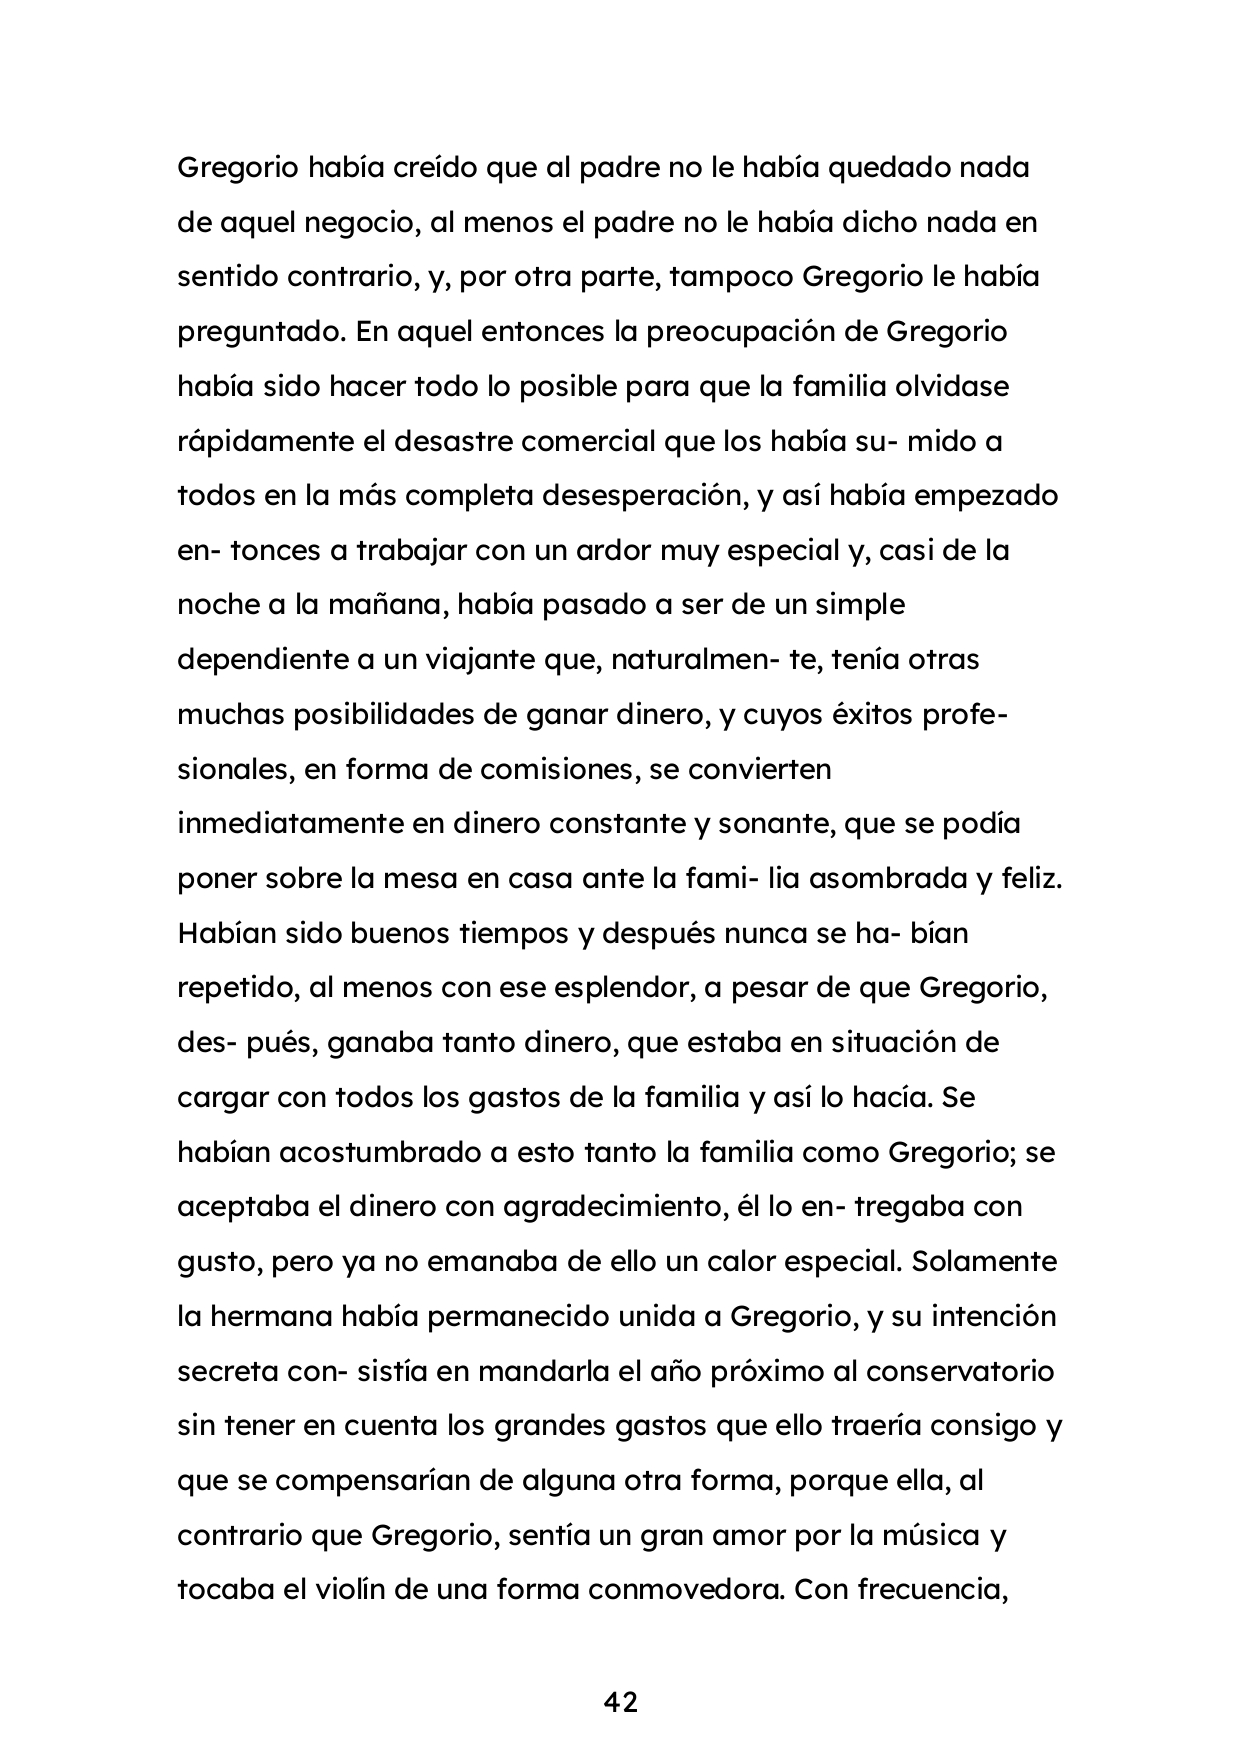 Gregorio había creído que al padre no le había quedado nada
de aquel negocio, al menos el padre no le había dicho nada en
sentido contrario, y, por otra parte, tampoco Gregorio le había
preguntado. En aquel entonces la preocupación de Gregorio
había sido hacer todo lo posible para que la familia olvidase
rápidamente el desastre comercial que los había su- mido a
todos en la más completa desesperación, y así había empezado
en- tonces a trabajar con un ardor muy especial y, casi de la
noche a la mañana, había pasado a ser de un simple
dependiente a un viajante que, naturalmen- te, tenía otras
muchas posibilidades de ganar dinero, y cuyos éxitos profe-
sionales, en forma de comisiones, se convierten
inmediatamente en dinero constante y sonante, que se podía
poner sobre la mesa en casa ante la fami- lia asombrada y feliz.
Habían sido buenos tiempos y después nunca se ha- bían
repetido, al menos con ese esplendor, a pesar de que Gregorio,
des- pués, ganaba tanto dinero, que estaba en situación de
cargar con todos los gastos de la familia y así lo hacía. Se
habían acostumbrado a esto tanto la familia como Gregorio; se
aceptaba el dinero con agradecimiento, él lo en- tregaba con
gusto, pero ya no emanaba de ello un calor especial. Solamente
la hermana había permanecido unida a Gregorio, y su intención
secreta con- sistía en mandarla el año próximo al conservatorio
sin tener en cuenta los grandes gastos que ello traería consigo y
que se compensarían de alguna otra forma, porque ella, al
contrario que Gregorio, sentía un gran amor por la música y
tocaba el violín de una forma conmovedora. Con frecuencia,
42